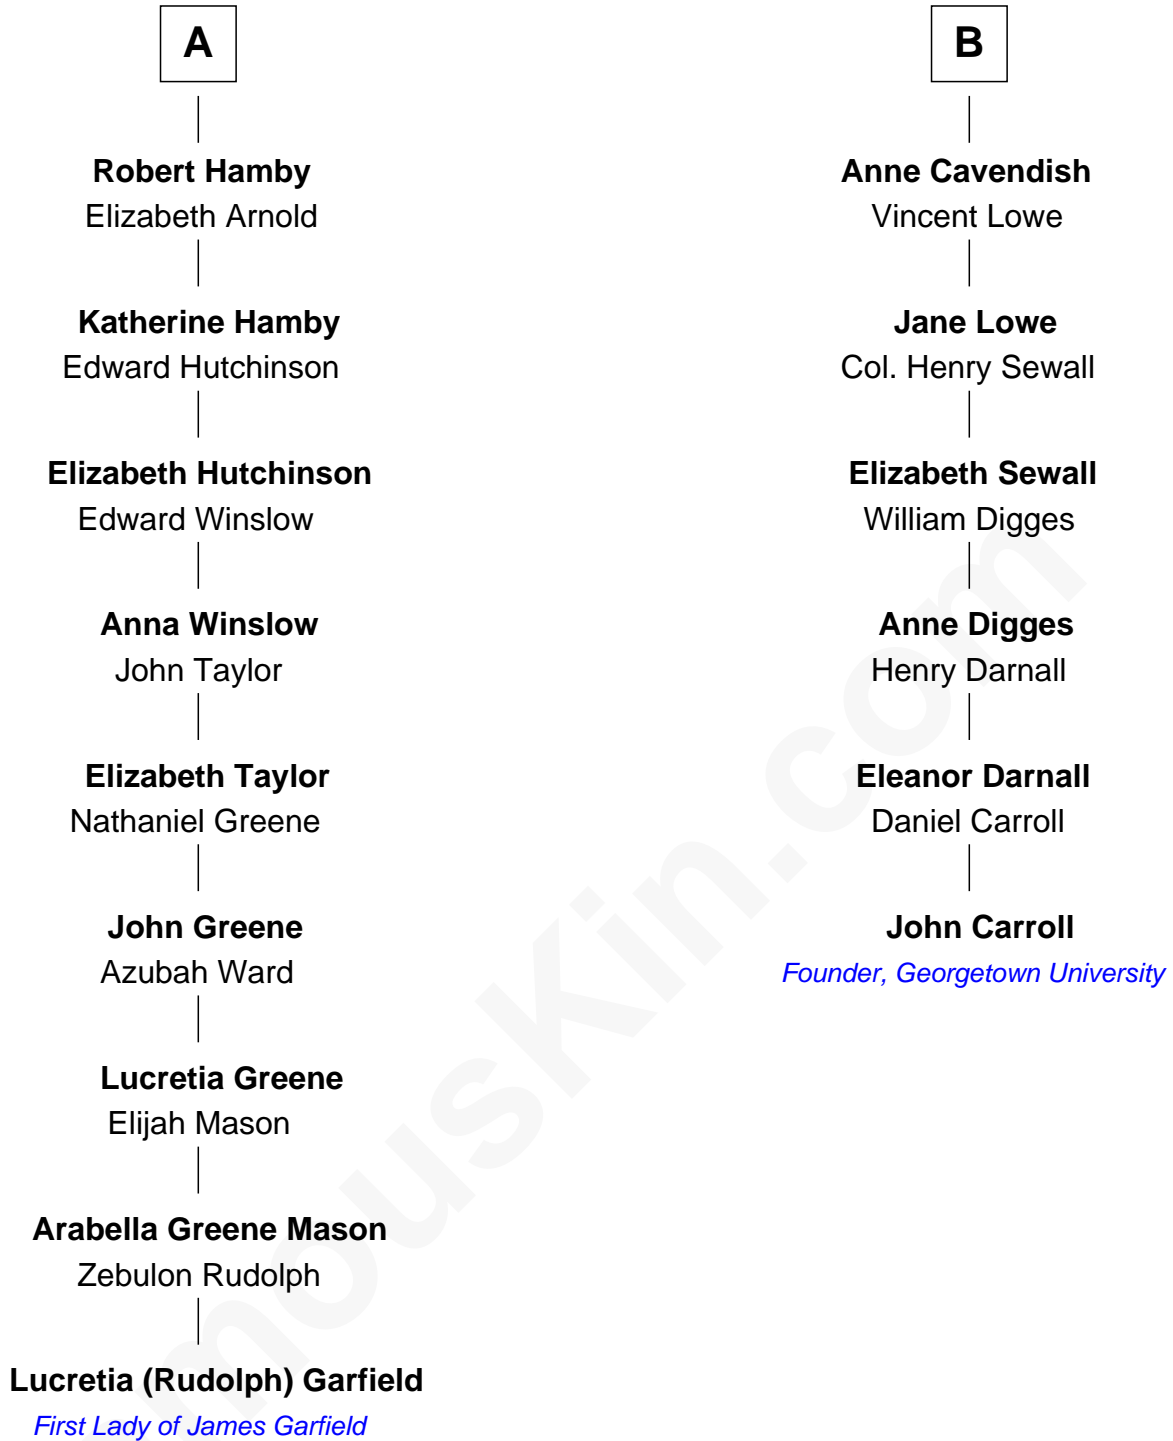 A
Robert Hamby
Elizabeth Arnold
Katherine Hamby
Edward Hutchinson
Elizabeth Hutchinson
Edward Winslow
Anna Winslow
John Taylor
Elizabeth Taylor
Nathaniel Greene
John Greene
Azubah Ward
Lucretia Greene
Elijah Mason
Arabella Greene Mason
Zebulon Rudolph
Lucretia (Rudolph) Garfield
First Lady of James Garfield
B
Anne Cavendish
Vincent Lowe
Jane Lowe
Col. Henry Sewall
Elizabeth Sewall
William Digges
Anne Digges
Henry Darnall
Eleanor Darnall
Daniel Carroll
John Carroll
Founder, Georgetown University
mouskin.com